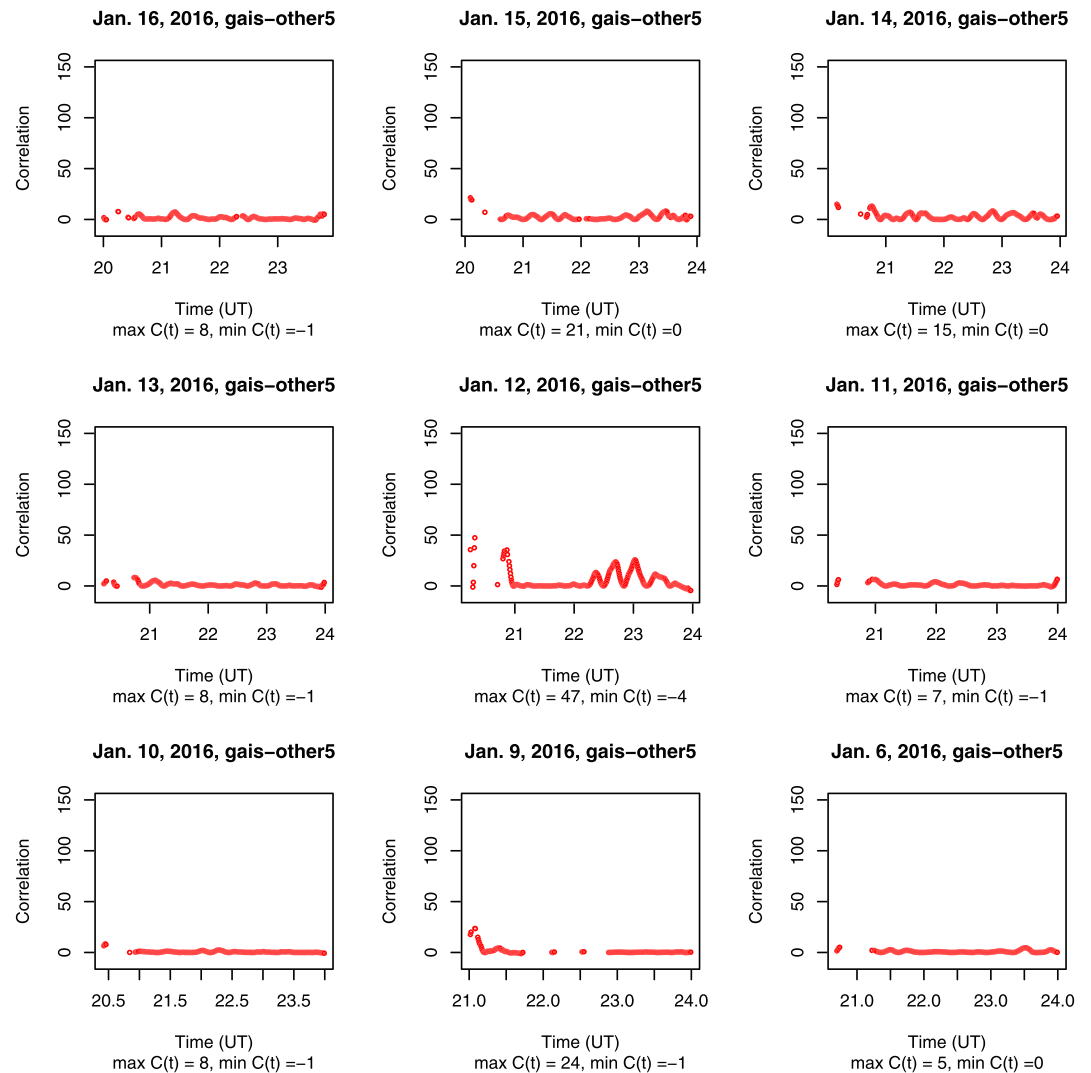 Jan. 16, 2016, gais−other5
Correlation
150
100
50
0
20 21 22 23
Time (UT)
max C(t) = 8, min C(t) =−1
Jan. 15, 2016, gais−other5
Correlation
150
100
50
0
20 21 22 23 24
Time (UT)
max C(t) = 21, min C(t) =0
Jan. 14, 2016, gais−other5
Correlation
150
100
50
0
21 22 23 24
Time (UT)
max C(t) = 15, min C(t) =0
Jan. 13, 2016, gais−other5
Correlation
150
100
50
0
21 22 23 24
Time (UT)
max C(t) = 8, min C(t) =−1
Jan. 12, 2016, gais−other5
Correlation
150
100
50
0
21 22 23 24
Time (UT)
max C(t) = 47, min C(t) =−4
Jan. 11, 2016, gais−other5
Correlation
150
100
50
0
21 22 23 24
Time (UT)
max C(t) = 7, min C(t) =−1
Jan. 10, 2016, gais−other5
Correlation
150
100
50
0
20.5 21.5 22.5 23.5
Time (UT)
max C(t) = 8, min C(t) =−1
Jan. 9, 2016, gais−other5
Correlation
150
100
50
0
21.0 22.0 23.0 24.0
Time (UT)
max C(t) = 24, min C(t) =−1
Jan. 6, 2016, gais−other5
Correlation
150
100
50
0
21.0 22.0 23.0 24.0
Time (UT)
max C(t) = 5, min C(t) =0